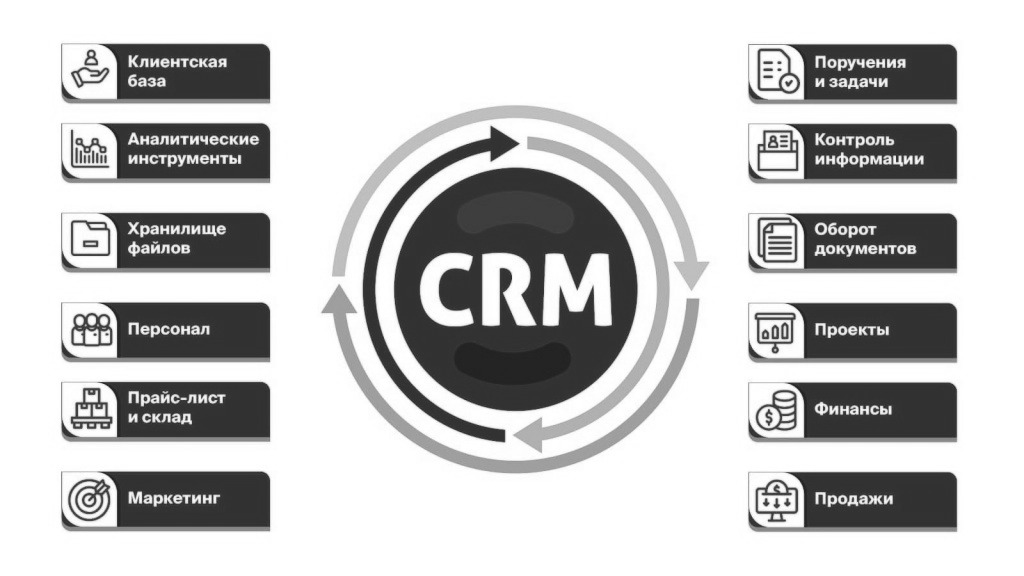 Клиентская
база
Аналитические
инструменты
Хранилище
файлов
Персонал
Прайс-лист
и склад
Маркетинг
CRM
Поручения
и задачи
Контроль
информации
Оборот
документов
Проекты
Финансы
Продажи